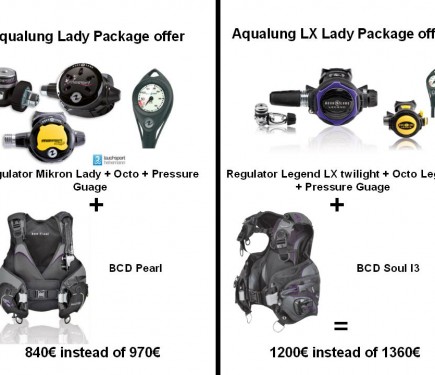 qualung Lady Package offer
gulator Mikron Lady + Octo + Pressure
Guage
+
BCD Pearl
840€ instead of 970€
Aqualung LX Lady Package off
Regulator Legend LX twilight + Octo Leg
+ Pressure Guage
+
BCD Soul I3
=
1200€ instead of 1360€